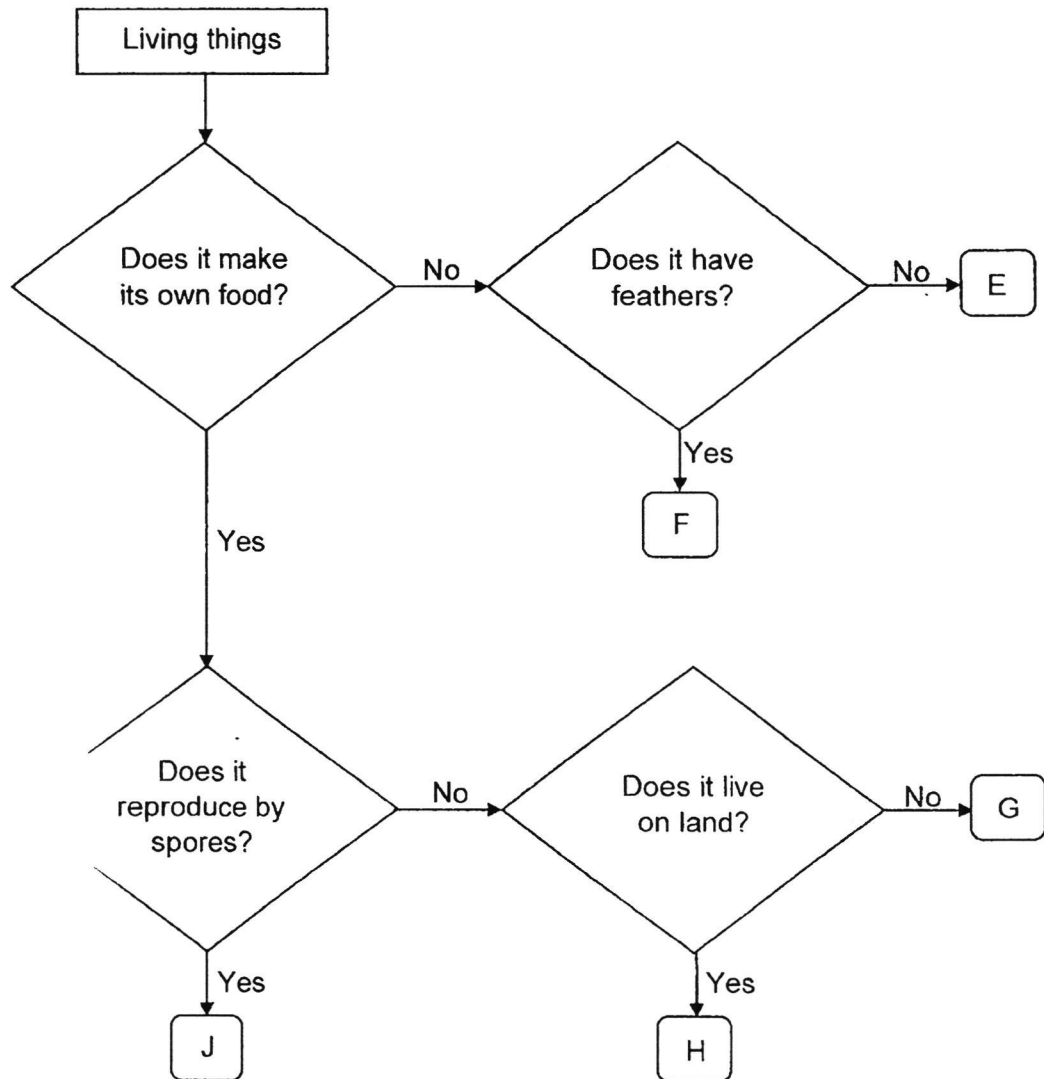 Living things
Does it make
its own food?
No
Does it have
feathers?
No
E
Yes
F
Yes
Does it
reproduce by
spores?
No
Does it live
on land?
No
G
Yes
J
Yes
H